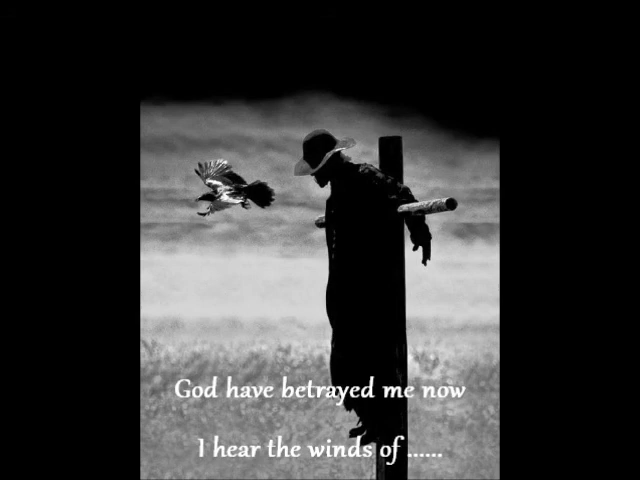 God have betrayed me now
I hear the winds of ......